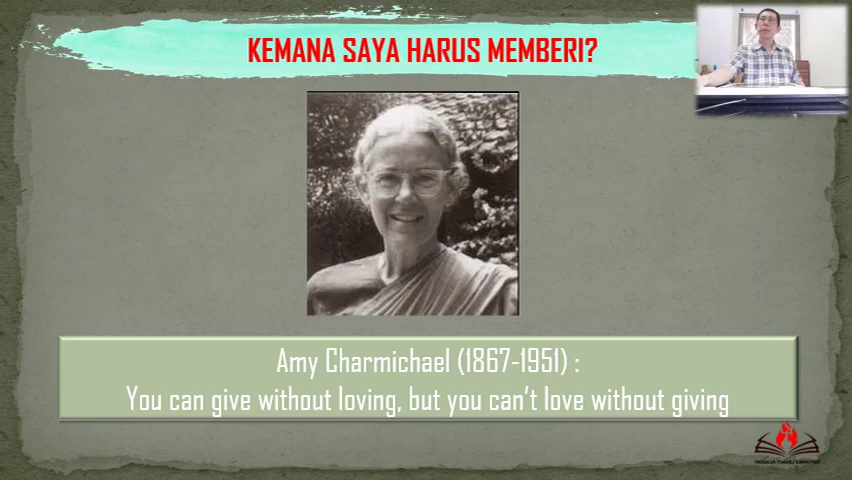 KEMANA SAYA HARUS MEMBERI?
Amy Charmichael (1867-1951) :
You can give without loving, but you can't love without giving